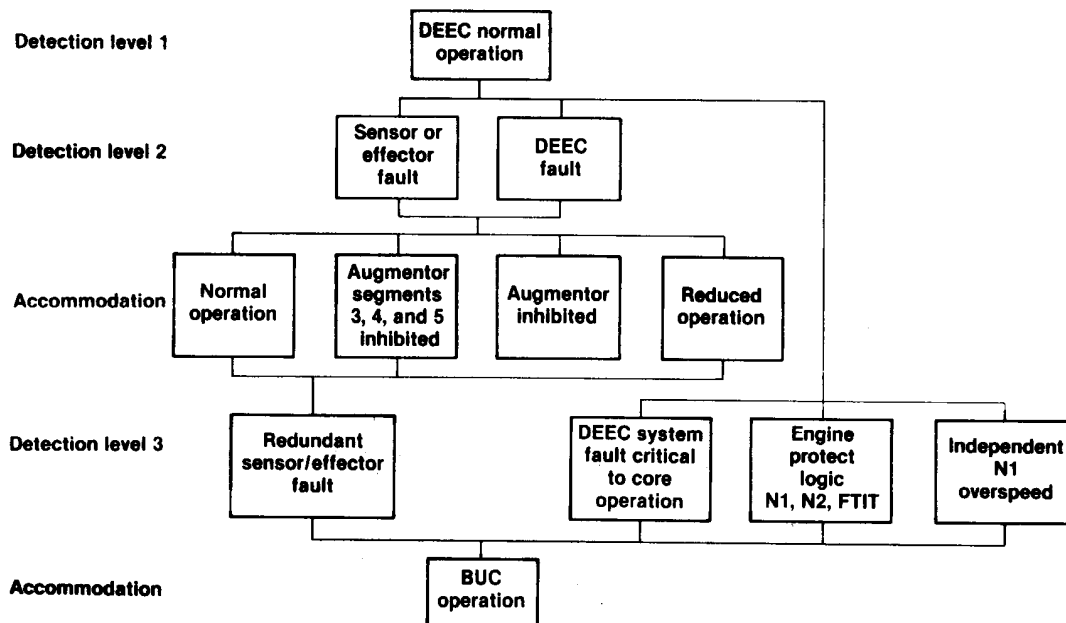 Detection level 1
DEEC normal
operation
Detection level 2
Sensor or
effector
fault
DEEC
fault
Accommodation
Normal
operation
Augmentor
segments
3, 4, and 5
inhibited
Augmentor
inhibited
Reduced
operation
Detection level 3
Redundant
sensor/effector
fault
DEEC system
fault critical
to core
operation
Engine
protect
logic
N1, N2, FTIT
Independent
N1
overspeed
Accommodation
BUC
operation